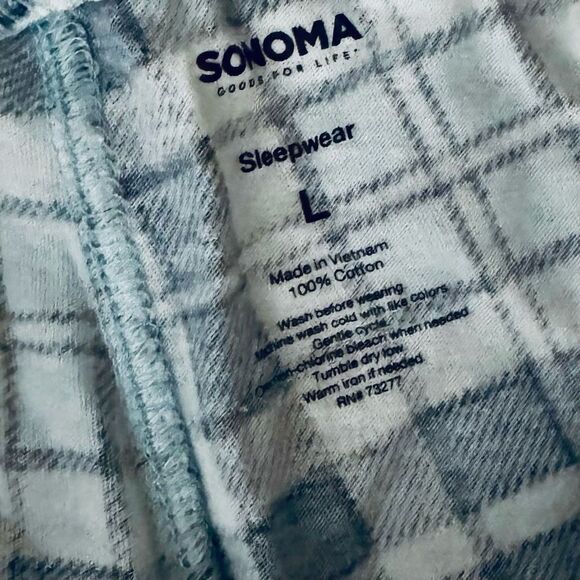 SONOMA
GOODS FOR LIFE
Sleepwear
L
Made in Vietnam
100% Cotton
Wash before wearing
Machine wash cold with like colors
Gentle cycle
non-chlorine bleach when needed
Tumble dry low
Warm iron if needed
RN# 73277